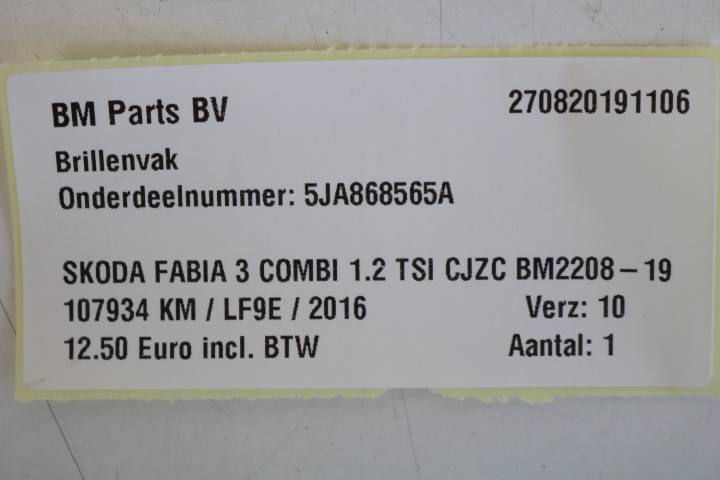 BM Parts BV 270820191106
Brillenvak
Onderdeelnummer: 5JA868565A
SKODA FABIA 3 COMBI 1.2 TSI CJZC BM2208-19
107934 KM / LF9E / 2016 Verz: 10
12.50 Euro incl. BTW Aantal: 1